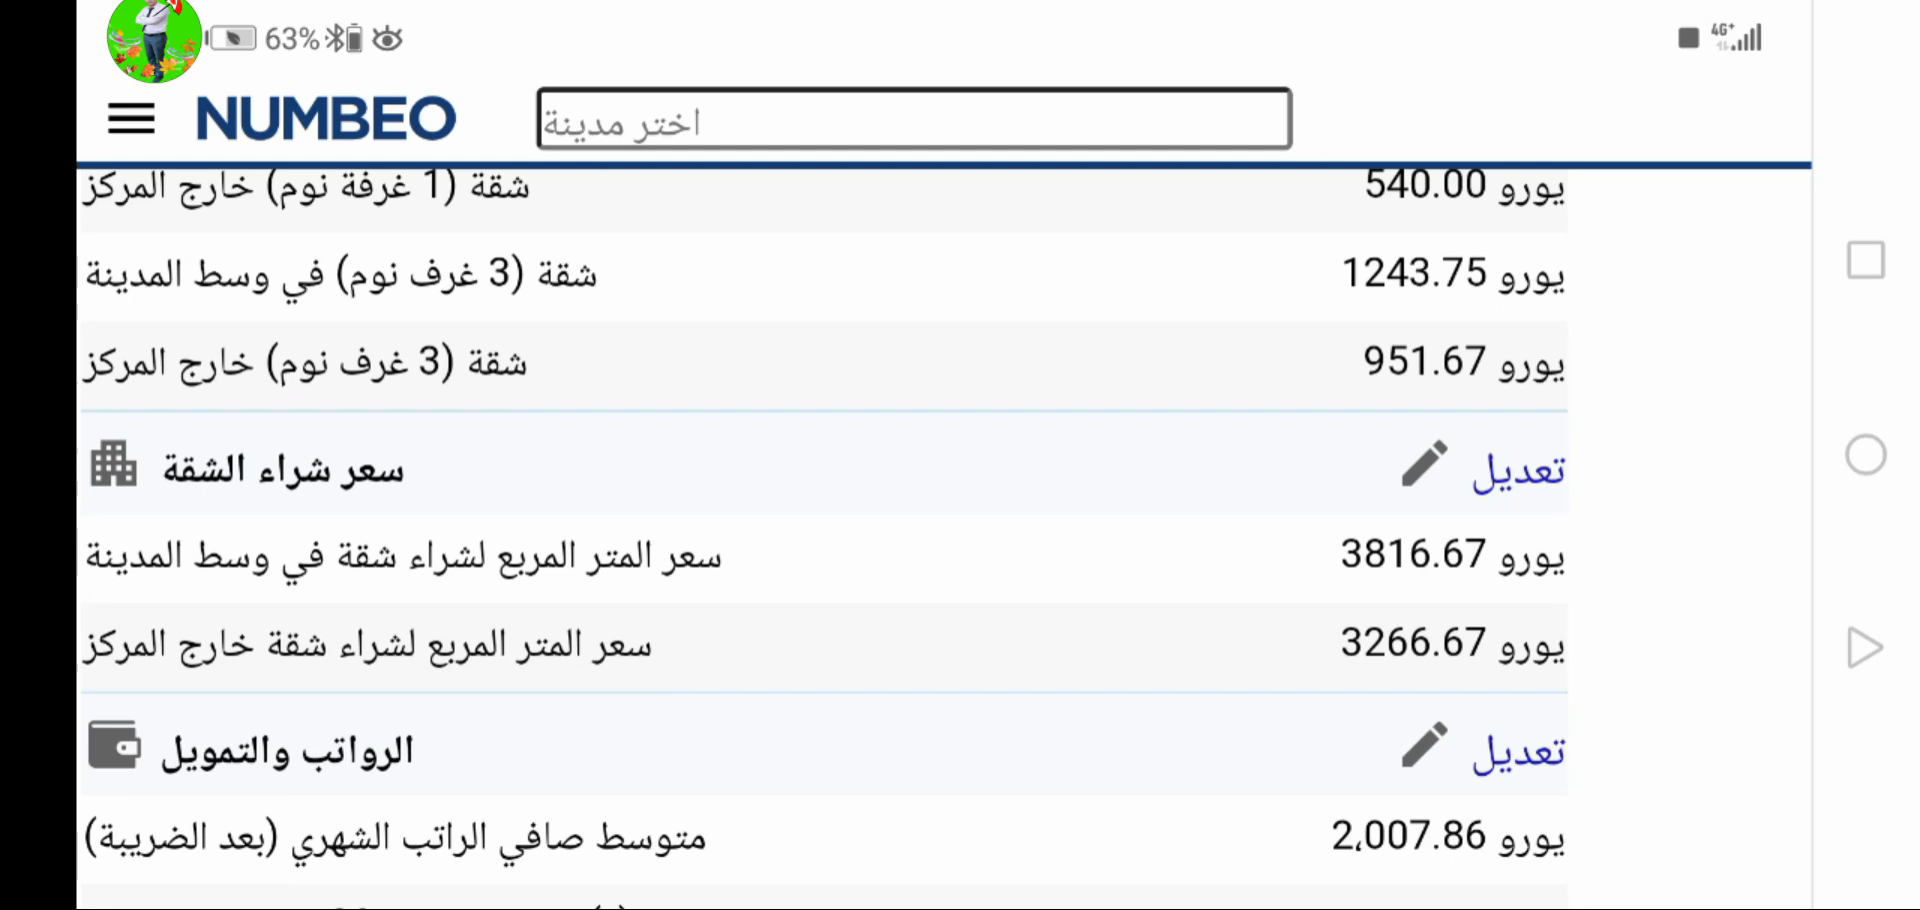 63%
4G+
NUMBEO
اختر مدينة
شقة (1 غرفة نوم) خارج المركز
540.00 يورو
شقة (3 غرف نوم) في وسط المدينة
1243.75 يورو
شقة (3 غرف نوم) خارج المركز
951.67 يورو
سعر شراء الشقة
تعديل
سعر المتر المربع لشراء شقة في وسط المدينة
3816.67 يورو
سعر المتر المربع لشراء شقة خارج المركز
3266.67 يورو
الرواتب والتمويل
تعديل
متوسط صافي الراتب الشهري (بعد الضريبة)
2,007.86 يورو